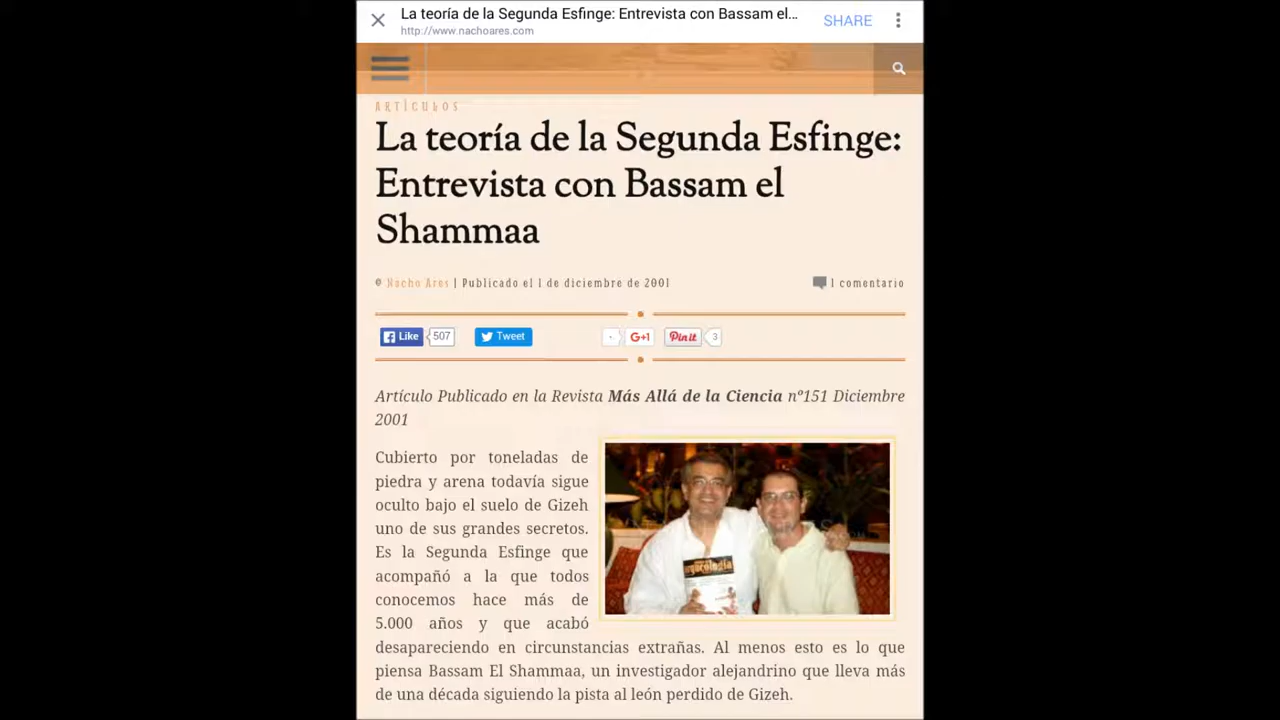 La teoría de la Segunda Esfinge: Entrevista con Bassam el…
http://www.nachoares.com
SHARE
ARTÍCULOS
La teoría de la Segunda Esfinge:
Entrevista con Bassam el
Shammaa
© Nacho Ares | Publicado el 1 de diciembre de 2001
1 comentario
Like 507 Tweet G+1 Pin it 3
Artículo Publicado en la Revista Más Allá de la Ciencia nº151 Diciembre
2001
Cubierto por toneladas de
piedra y arena todavía sigue
oculto bajo el suelo de Gizeh
uno de sus grandes secretos.
Es la Segunda Esfinge que
acompañó a la que todos
conocemos hace más de
5.000 años y que acabó
desapareciendo en circunstancias extrañas. Al menos esto es lo que
piensa Bassam El Shammaa, un investigador alejandrino que lleva más
de una década siguiendo la pista al león perdido de Gizeh.